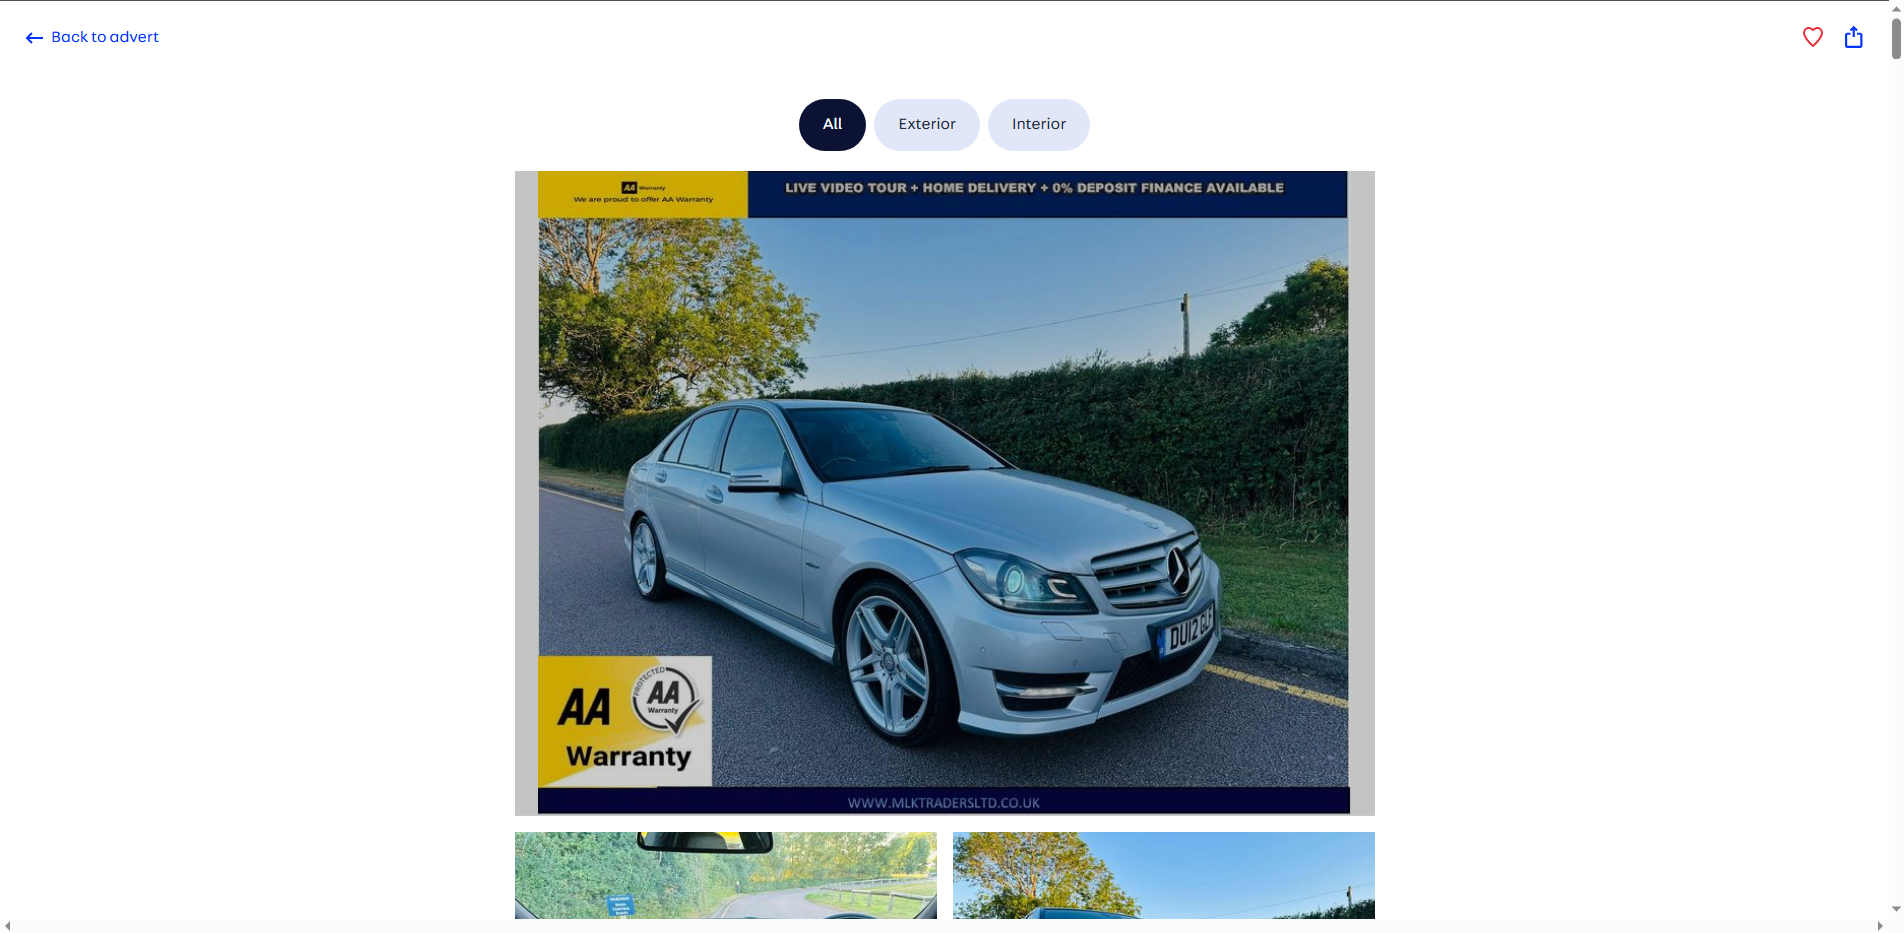 Back to advert
All
Exterior
Interior
AA Warranty
We are proud to offer AA Warranty
LIVE VIDEO TOUR + HOME DELIVERY + 0% DEPOSIT FINANCE AVAILABLE
DU12 GLF
PROTECTED
AA
AA
Warranty
Warranty
WWW.MLKTRADERSLTD.CO.UK